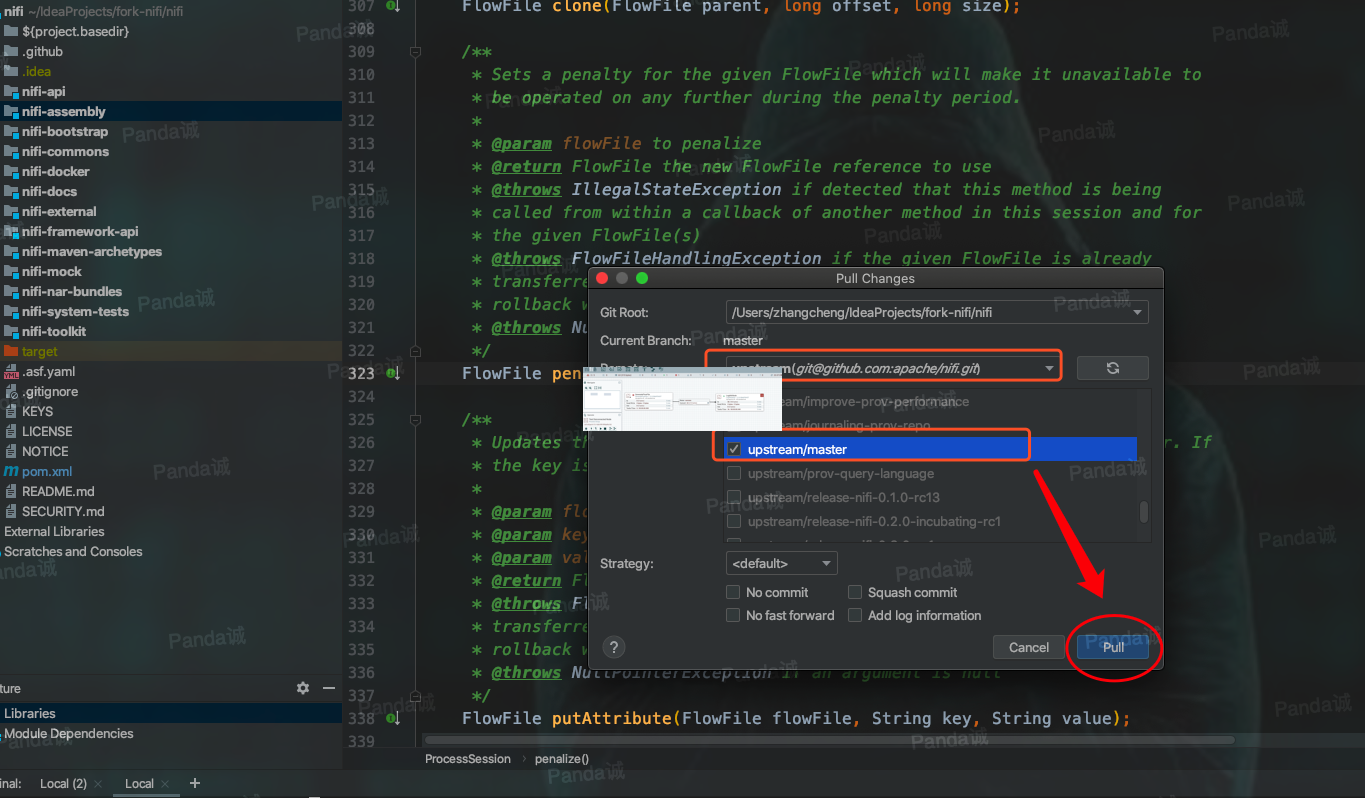 nifi ~/IdeaProjects/fork-nifi/nifi
${project.basedir}
.github
.idea
nifi-api
nifi-assembly
nifi-bootstrap
nifi-commons
nifi-docker
nifi-docs
nifi-external
nifi-framework-api
nifi-maven-archetypes
nifi-mock
nifi-nar-bundles
nifi-system-tests
nifi-toolkit
target
.asf.yaml
.gitignore
KEYS
LICENSE
NOTICE
pom.xml
README.md
SECURITY.md
External Libraries
Scratches and Consoles
ture
Libraries
Module Dependencies
307 FlowFile clone(FlowFile parent, long offset, long size);
308
309 /**
310 * Sets a penalty for the given FlowFile which will make it unavailable to
311 * be operated on any further during the penalty period.
312 *
313 * @param flowFile to penalize
314 * @return FlowFile the new FlowFile reference to use
315 * @throws IllegalStateException if detected that this method is being
316 * called from within a callback of another method in this session and for
317 * the given FlowFile(s)
318 * @throws FlowFileHandlingException if the given FlowFile is already
319 * transferre
320 * rollback w
321 * @throws Nu
322 */
323 FlowFile pen
324
325 /**
326 * Updates th r. If
327 * the key is
328 *
329 * @param flo
330 * @param key
331 * @param val
332 * @return Fl
333 * @throws Fl
334 * transferre
335 * rollback w
336 * @throws NullPointerException if an argument is null
337 */
338 FlowFile putAttribute(FlowFile flowFile, String key, String value);
339
ProcessSession › penalize()
Pull Changes
Git Root: /Users/zhangcheng/IdeaProjects/fork-nifi/nifi
Current Branch: master
upstream(git@github.com:apache/nifi.git)
stream/improve-prov-performance
stream/journaling-prov-repo
upstream/master
upstream/prov-query-language
upstream/release-nifi-0.1.0-rc13
upstream/release-nifi-0.2.0-incubating-rc1
Strategy: <default>
No commit Squash commit
No fast forward Add log information
? Cancel Pull
inal: Local (2) × Local × +
Panda诚